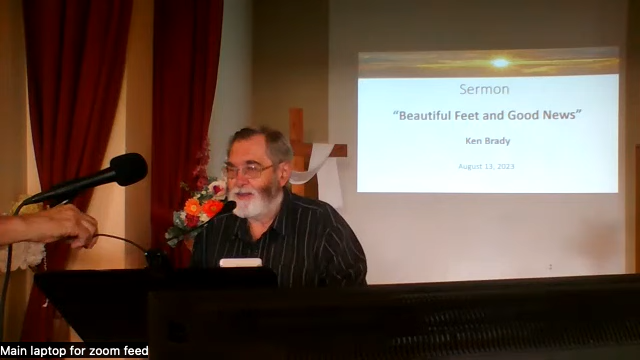 Sermon
“Beautiful Feet and Good News”
Ken Brady
August 13, 2023
Main laptop for zoom feed